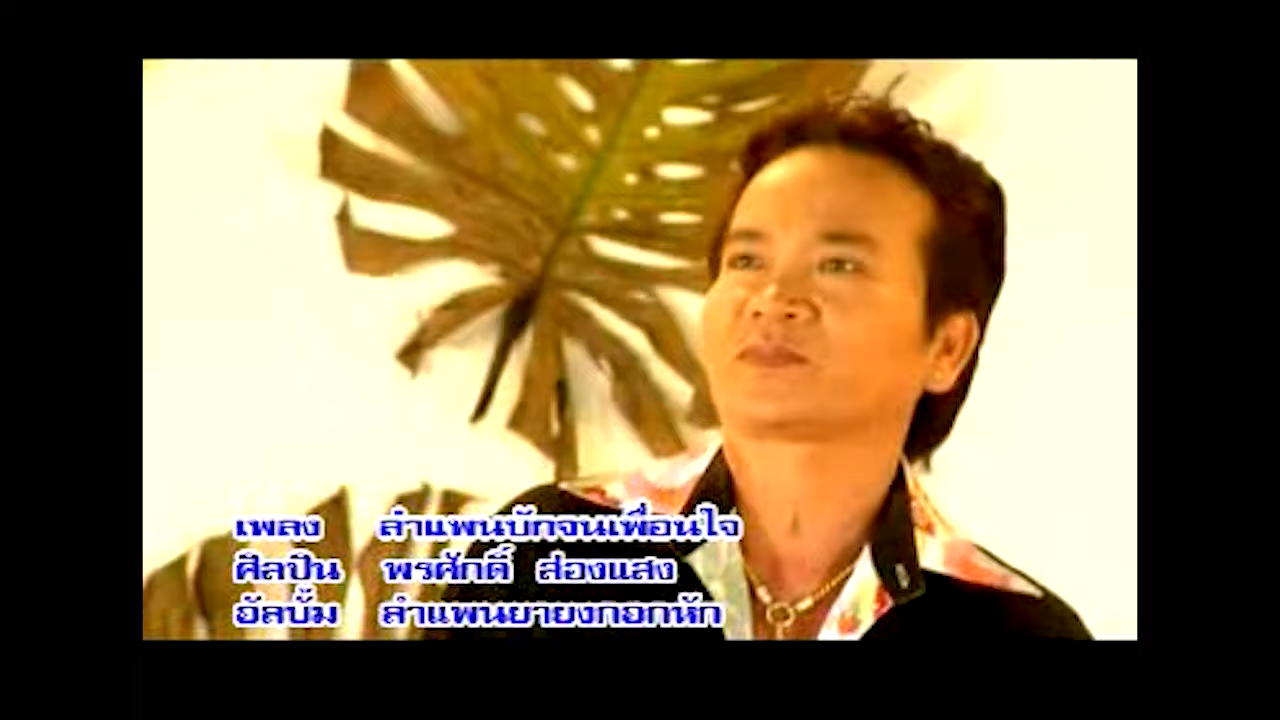 เพลง ลำแพนบักจนเพื่อนใจ
ศิลปิน พรศักดิ์ ส่องแสง
อัลบั้ม ลำแพนยายงกอกหัก